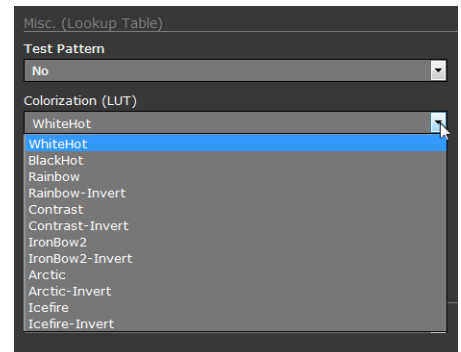 Misc. (Lookup Table)
Test Pattern
No
Colorization (LUT)
WhiteHot
WhiteHot
BlackHot
Rainbow
Rainbow-Invert
Contrast
Contrast-Invert
IronBow2
IronBow2-Invert
Arctic
Arctic-Invert
Icefire
Icefire-Invert